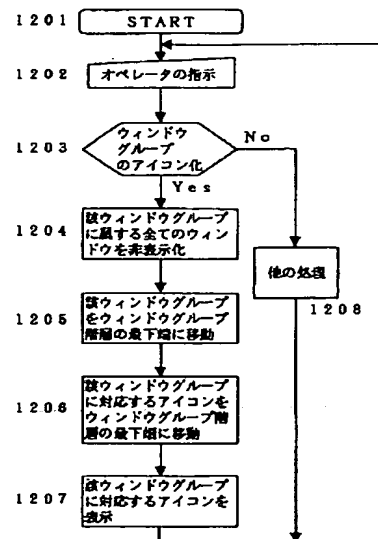 1201
START
1202
オペレータの指示
1203
ウィンドウ
グループ
のアイコン化
No
Yes
1204
該ウィンドウグループ
に属する全てのウィン
ドウを非表示化
他の処理
1208
1205
該ウィンドウグループ
をウィンドウグループ
階層の最下端に移動
1206
該ウィンドウグループ
に対応するアイコンを
ウィンドウグループ階
層の最下端に移動
1207
該ウィンドウグループ
に対応するアイコンを
表示